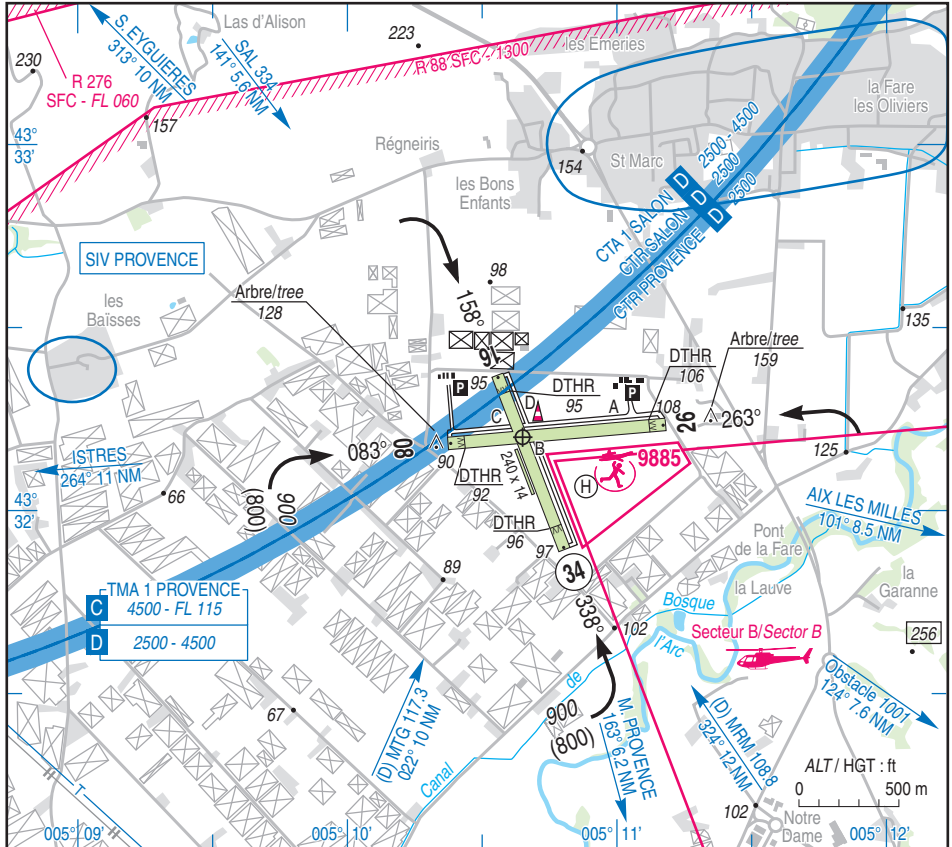 Las d'Alison
S. EYGUIERES
313° 10 NM
SAL 334
141° 5.6 NM
223
les Emeries
R 88 SFC - 1300
230
R 276
SFC - FL 060
157
la Fare
les Oliviers
43°
33'
Régneiris
154
St Marc
2500 - 4500
2500
2500
les Bons
Enfants
D
D
D
CTA 1 SALON
CTR SALON
CTR PROVENCE
SIV PROVENCE
158°
98
les
Baïsses
Arbre/tree
128
135
Arbre/tree
159
16
DTHR
106
P
95
DTHR
95
P
D
A
108
C
26
263°
083°
08
90
B
9885
125
ISTRES
264° 11 NM
DTHR
92
240 x 14
H
900
(800)
66
43°
32'
AIX LES MILLES
101° 8.5 NM
DTHR
96
97
Pont
de la Fare
89
34
la Lauve
la
Garanne
TMA 1 PROVENCE
C
4500 - FL 115
D
2500 - 4500
338°
Bosque
102
l'Arc
Secteur B/Sector B
256
de
Obstacle 1001
124° 7.6 NM
67
(D) MTG 117.3
022° 10 NM
900
(800)
M. PROVENCE
163° 6.2 NM
(D) MRM 108.8
324° 12 NM
ALT / HGT : ft
Canal
0
500 m
T
102
Notre
Dame
005° 09'
005° 10'
005° 11'
005° 12'